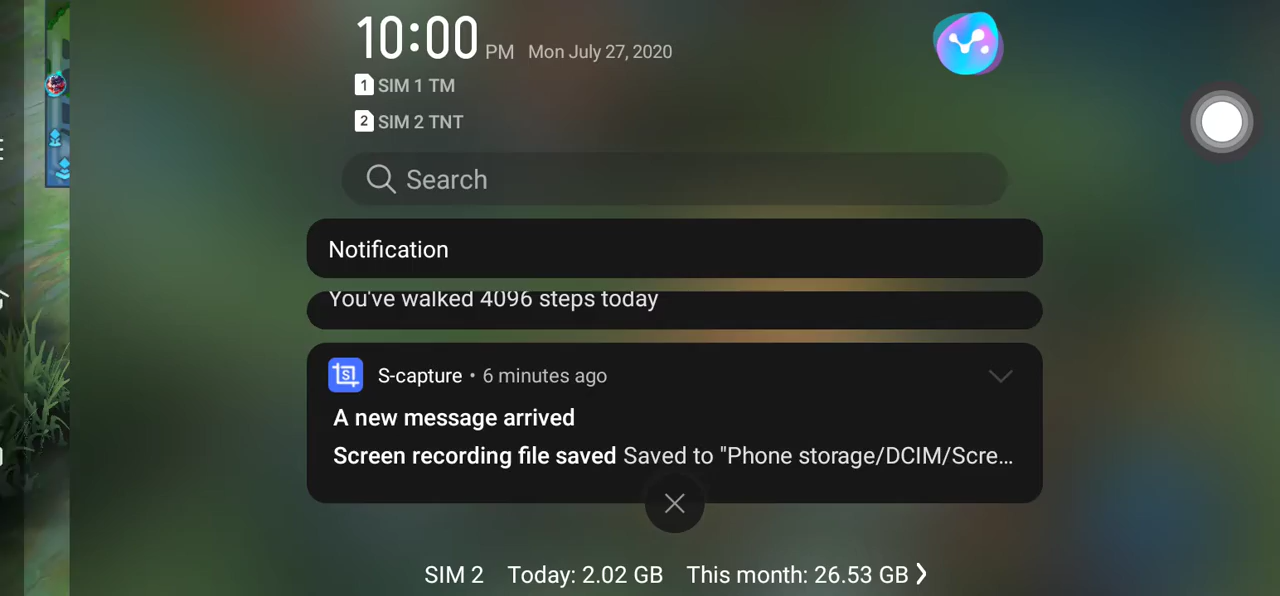 10:00 PM Mon July 27, 2020
1 SIM 1 TM
2 SIM 2 TNT
Search
Notification
You've walked 4096 steps today
S-capture • 6 minutes ago
A new message arrived
Screen recording file saved Saved to "Phone storage/DCIM/Scre...
SIM 2 Today: 2.02 GB This month: 26.53 GB